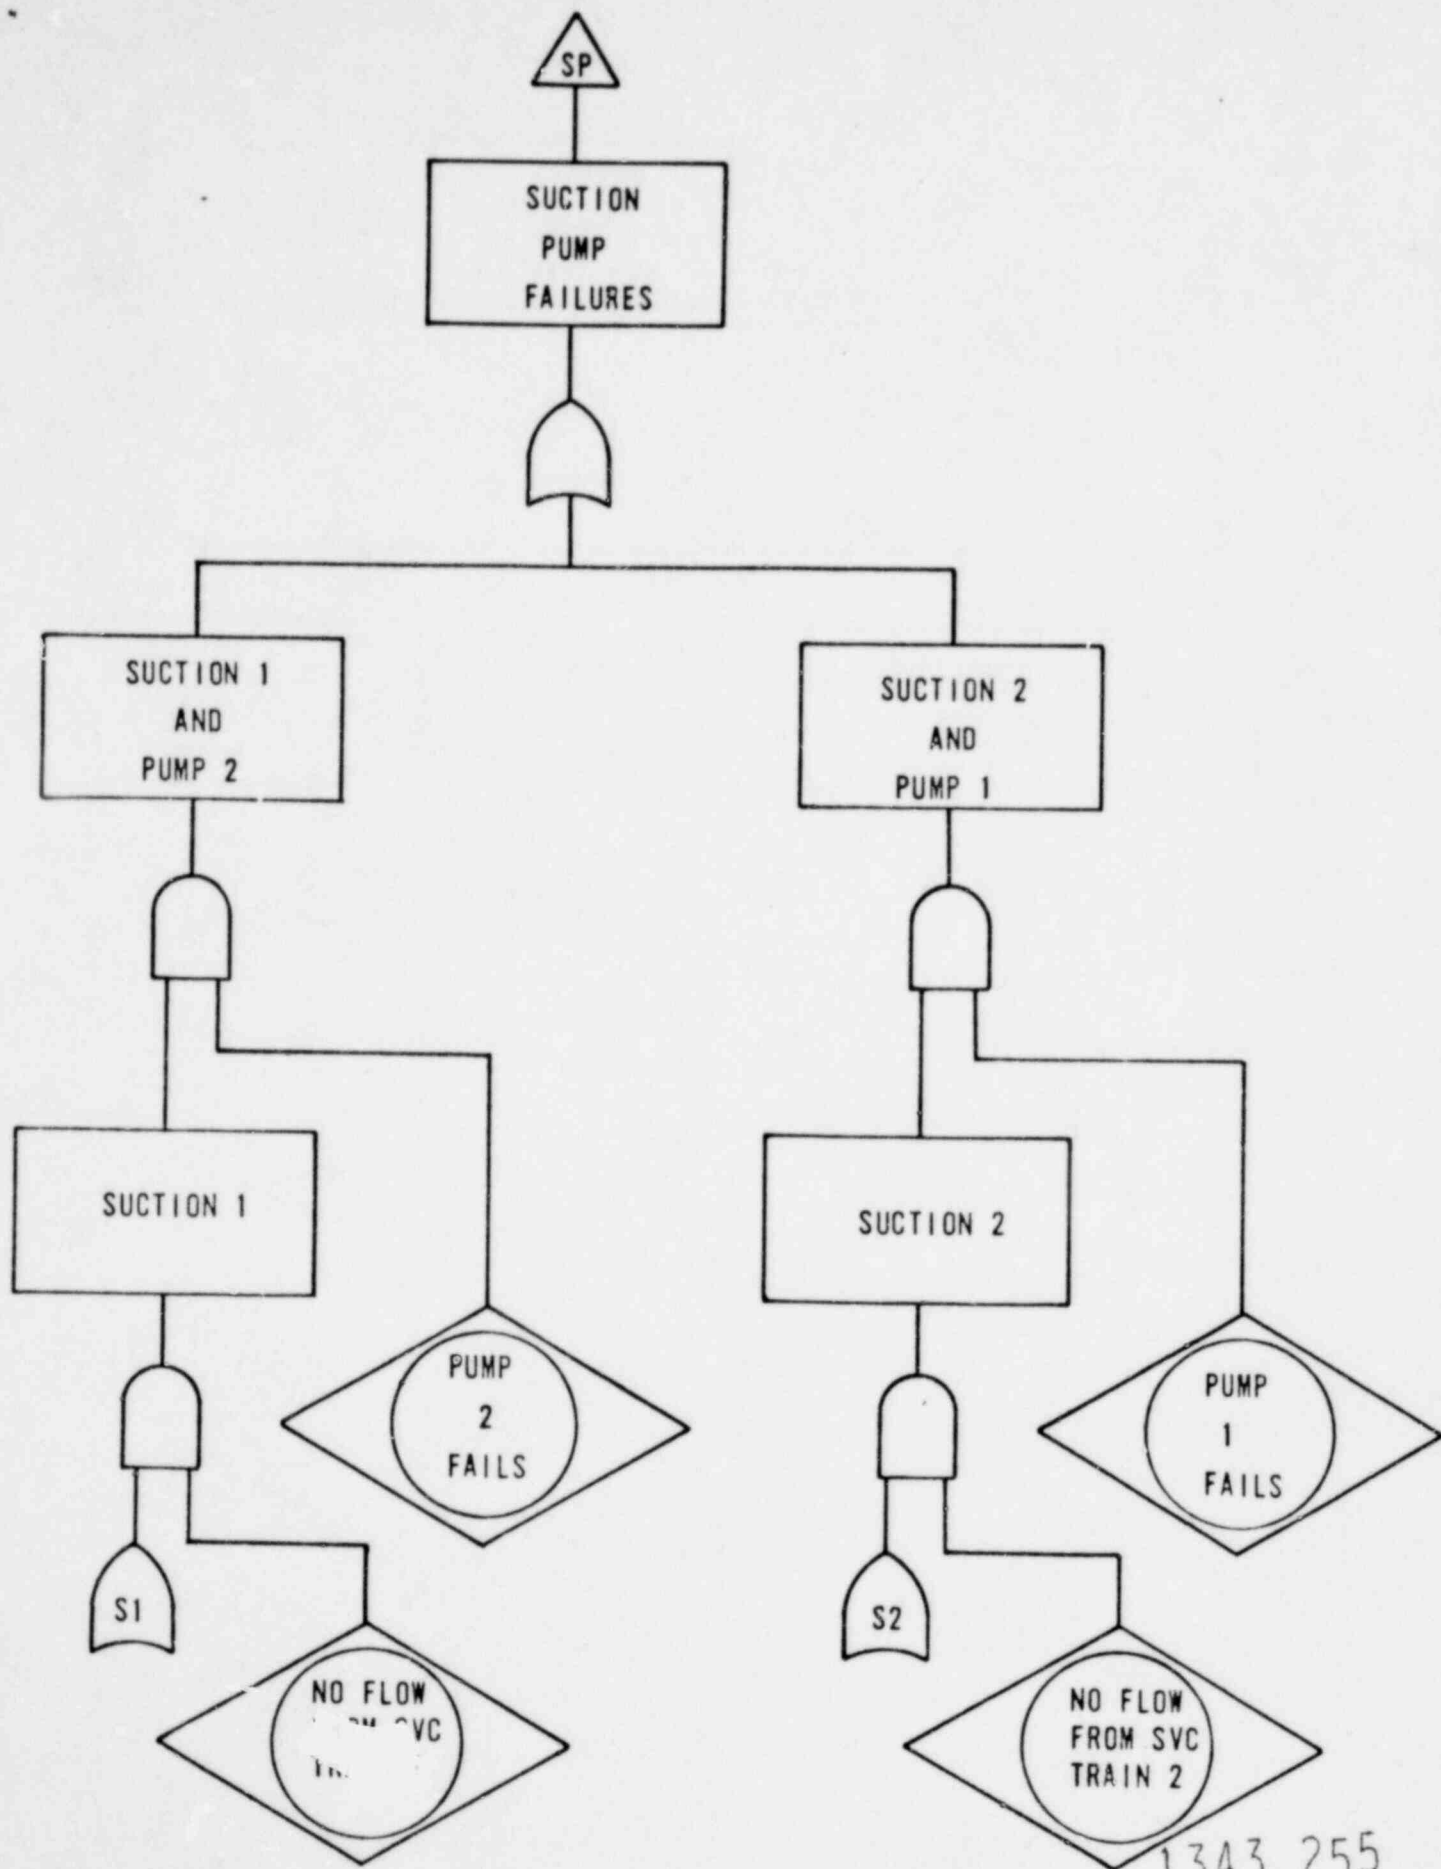 SP
SUCTION
PUMP
FAILURES
SUCTION 1
AND
PUMP 2
SUCTION 2
AND
PUMP 1
SUCTION 1
SUCTION 2
PUMP
2
FAILS
PUMP
1
FAILS
S1
S2
NO FLOW
VC
NO FLOW
FROM SVC
TRAIN 2
1343 255